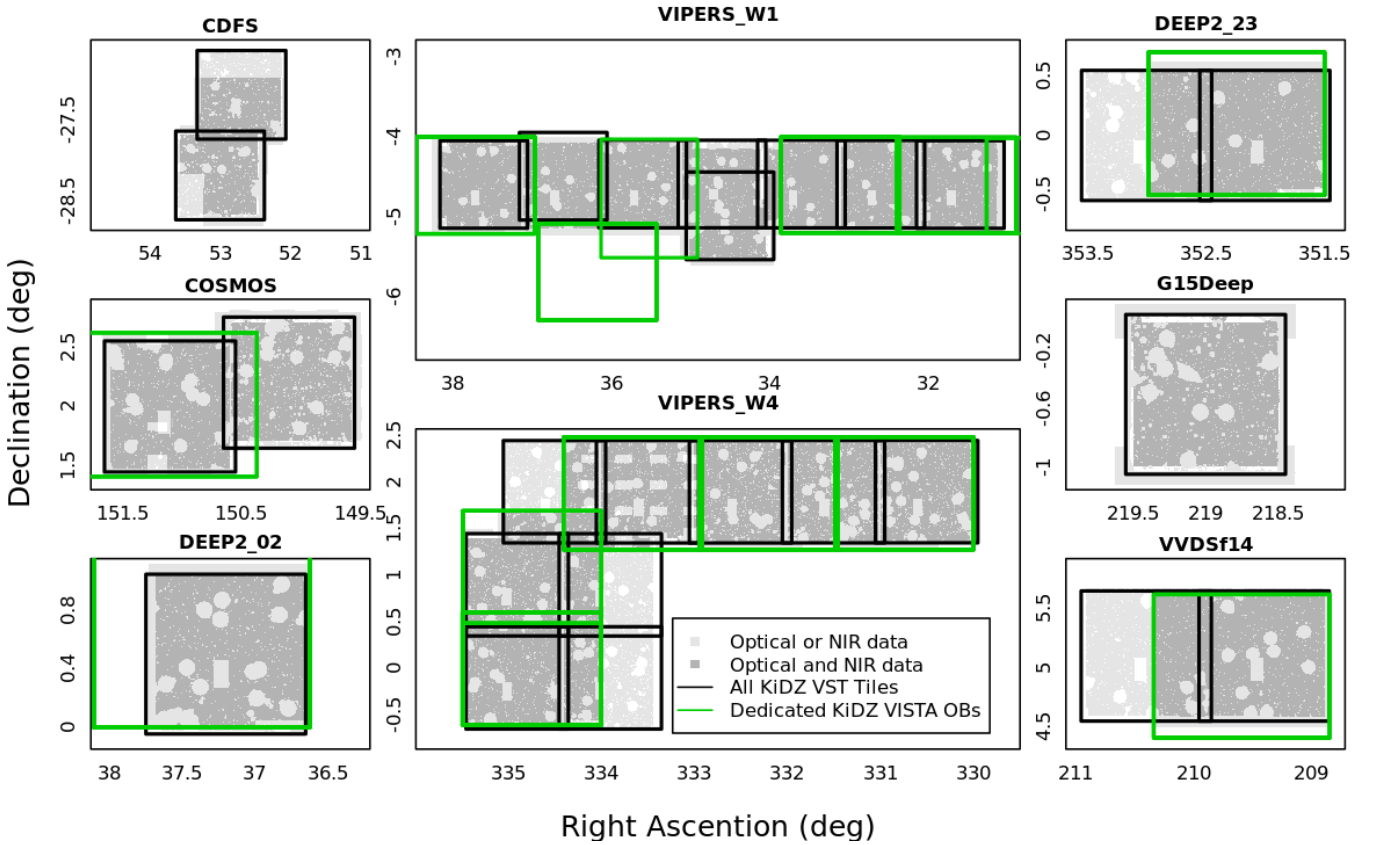 CDFS
-27.5
-28.5
54 53 52 51
VIPERS_W1
-3
-4
-5
-6
38 36 34 32
DEEP2_23
0.5
0
-0.5
353.5 352.5 351.5
COSMOS
2.5
2
1.5
151.5 150.5 149.5
G15Deep
-0.2
-0.6
-1
219.5 219 218.5
DEEP2_02
0.8
0.4
0
38 37.5 37 36.5
VIPERS_W4
2.5
2
1.5
1
0.5
0
-0.5
335 334 333 332 331 330
Optical or NIR data
Optical and NIR data
All KiDZ VST Tiles
Dedicated KiDZ VISTA OBs
VVDSf14
5.5
5
4.5
211 210 209
Declination (deg)
Right Ascention (deg)